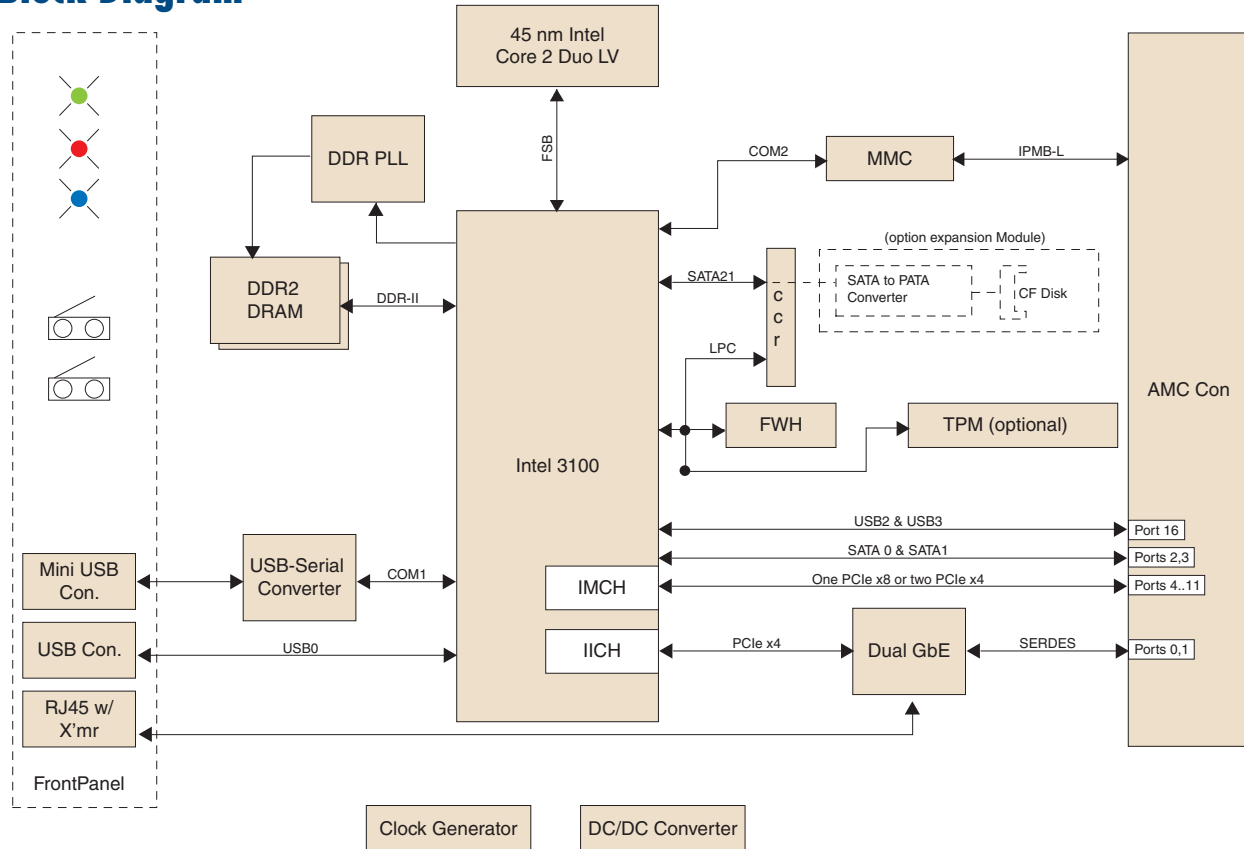 Block Diagram
45 nm Intel
Core 2 Duo LV
FSB
DDR PLL
COM2
MMC
IPMB-L
AMC Con
(option expansion Module)
DDR2
DRAM
DDR-II
SATA21
c
c
r
SATA to PATA
Converter
CF Disk
LPC
FWH
TPM (optional)
Intel 3100
USB2 & USB3
Port 16
SATA 0 & SATA1
Ports 2,3
One PCIe x8 or two PCIe x4
Ports 4..11
Mini USB
Con.
USB-Serial
Converter
COM1
IMCH
USB Con.
USB0
IICH
PCIe x4
Dual GbE
SERDES
Ports 0,1
RJ45 w/
X'mr
FrontPanel
Clock Generator
DC/DC Converter